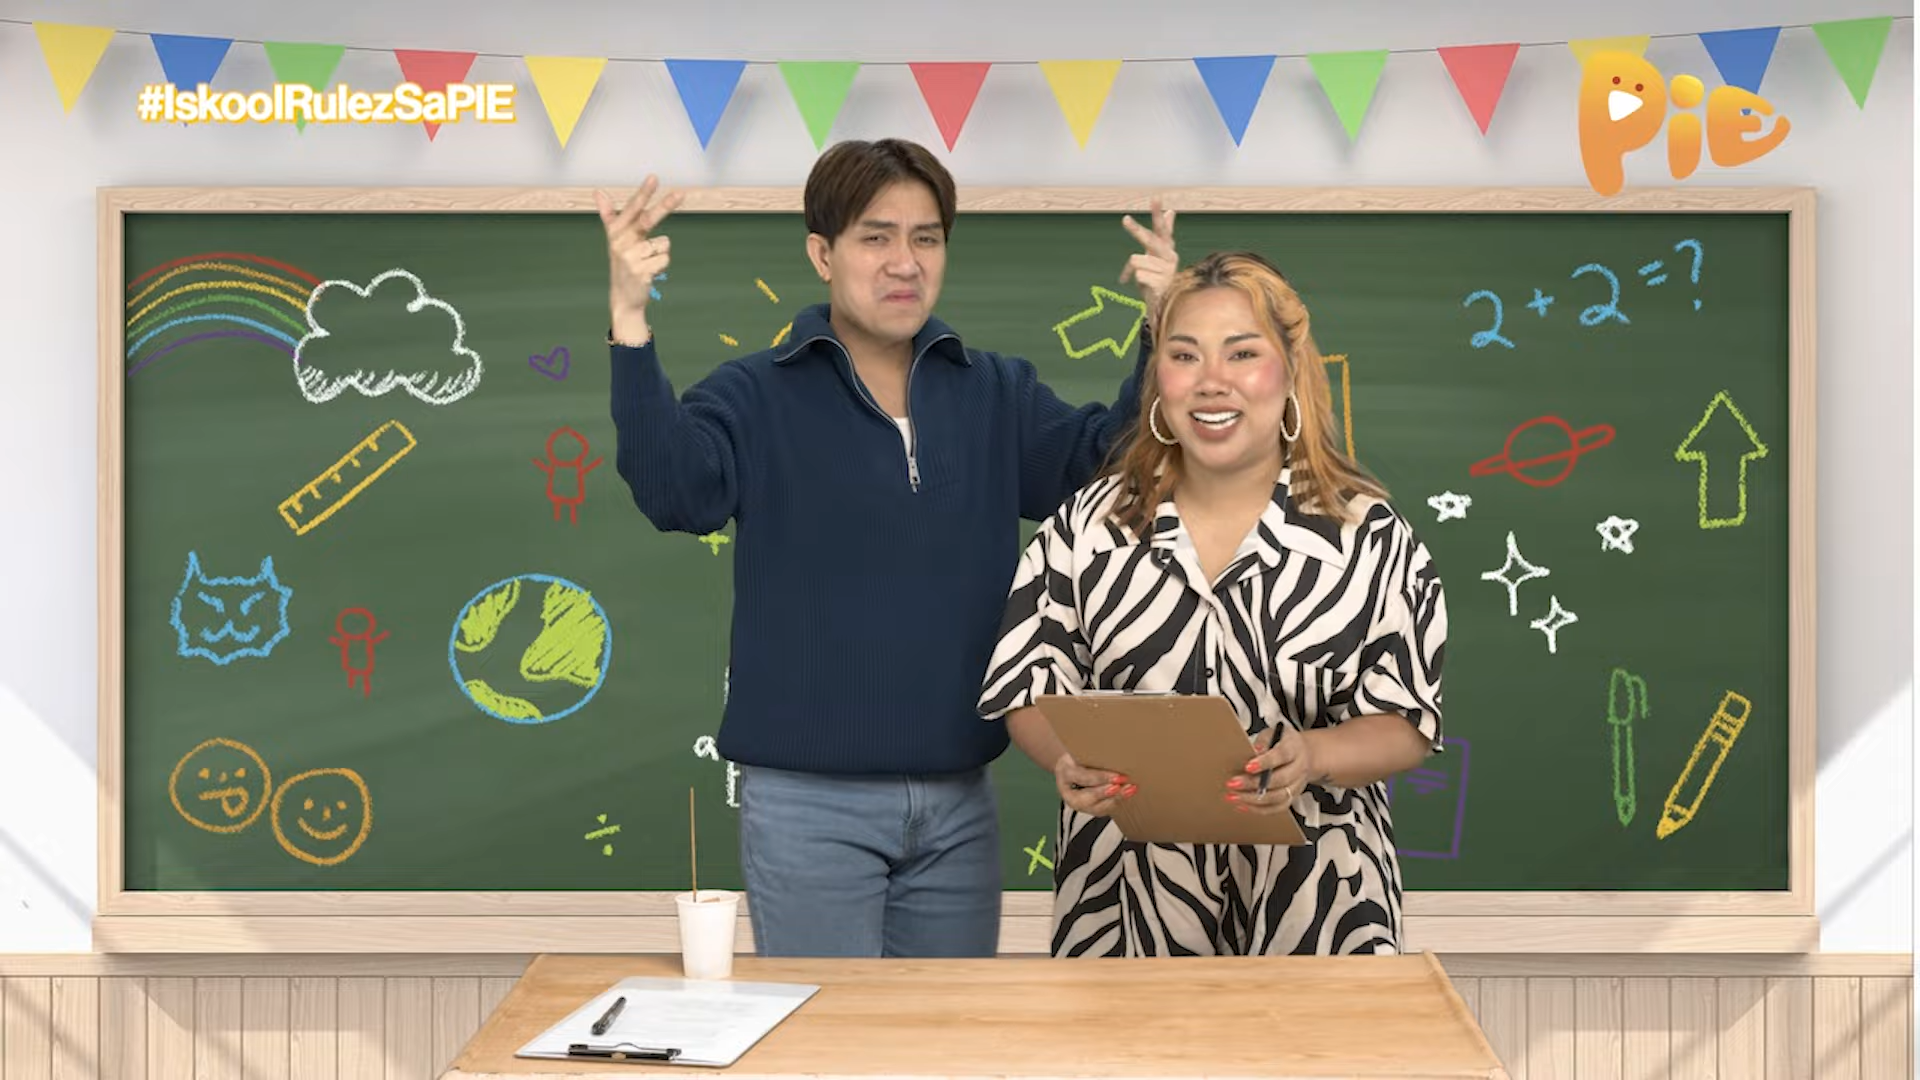 #IskoolRulezSaPIE
PiE
2 + 2 = ?